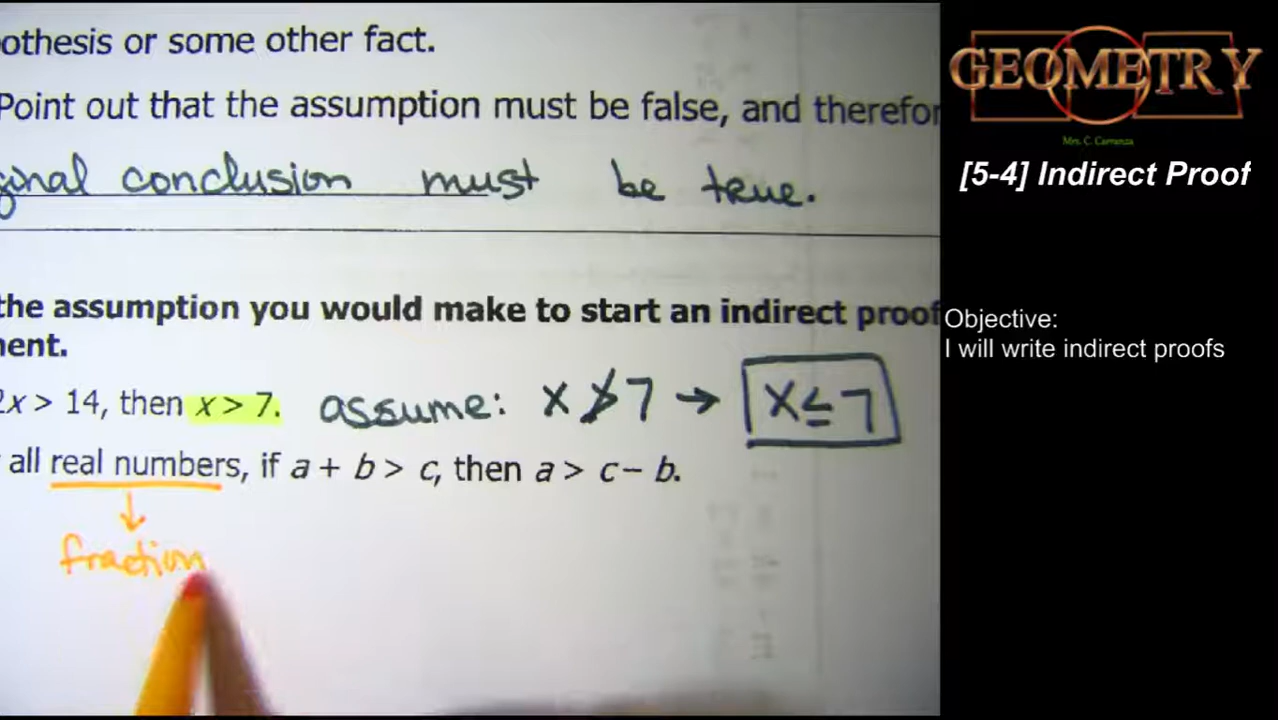 othesis or some other fact.
Point out that the assumption must be false, and therefor
ginal conclusion must be true.
the assumption you would make to start an indirect proof
ment.
2x > 14, then x > 7. assume: x ≯ 7 → x ≤ 7
all real numbers, if a + b > c, then a > c – b.
↓
fraction
GEOMETRY
Mrs. C. Carranza
[5-4] Indirect Proof
Objective:
I will write indirect proofs